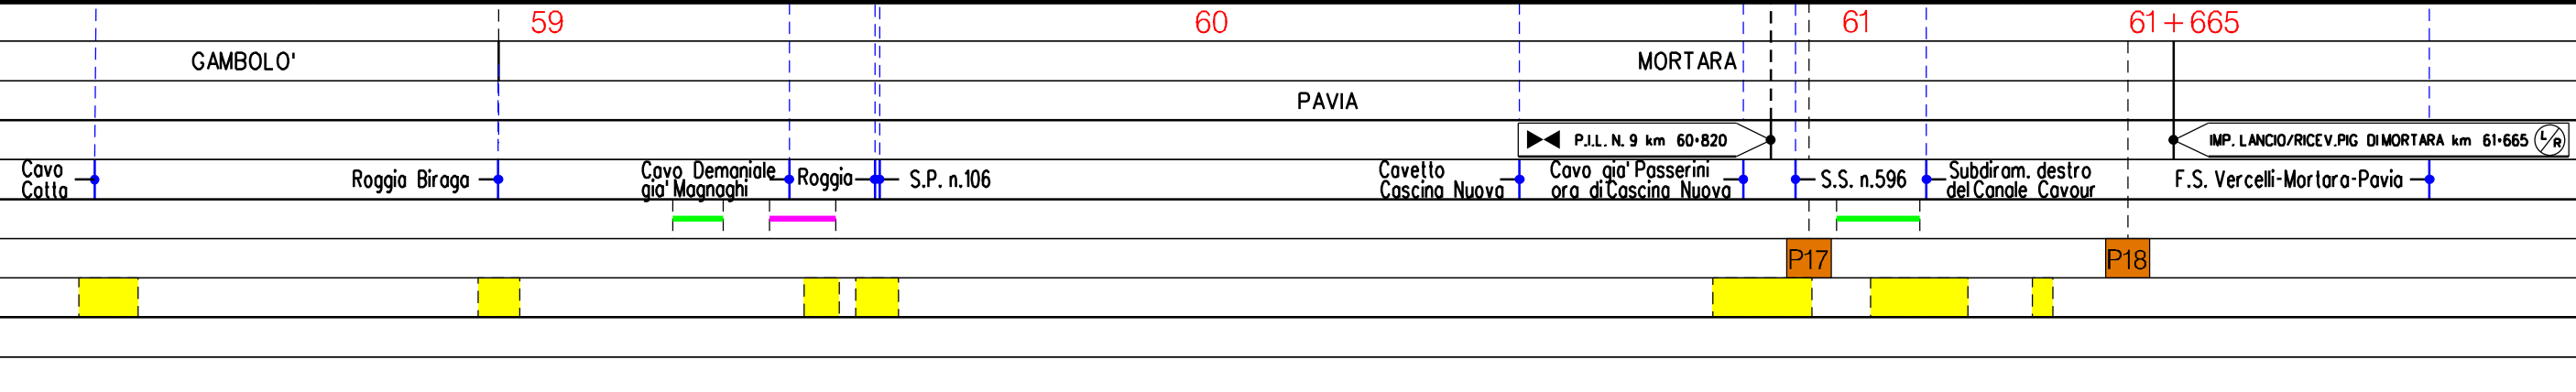 59 60 61 61+665
GAMBOLO' MORTARA
PAVIA
P.I.L. N. 9 km 60+820 IMP. LANCIO/RICEV.PIG DI MORTARA km 61+665 L/R
Cavo
Cotta
Roggia Biraga
Cavo Demaniale
gia' Magnaghi
Roggia
S.P. n.106
Cavetto
Cascina Nuova
Cavo gia' Passerini
ora di Cascina Nuova
S.S. n.596
Subdiram. destro
del Canale Cavour
F.S. Vercelli-Mortara-Pavia
P17 P18